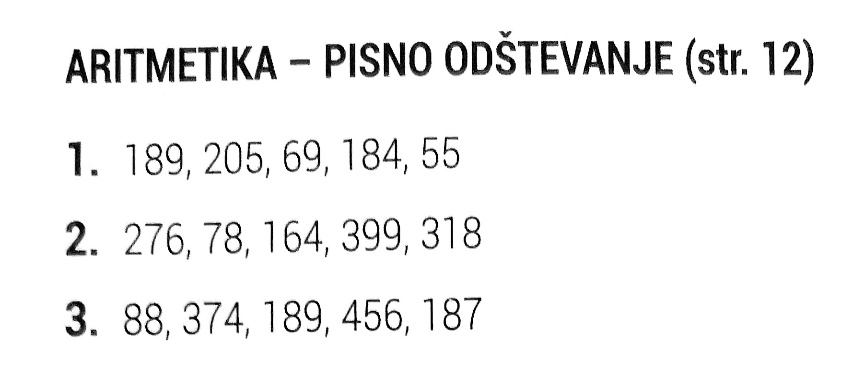 ARITMETIKA – PISNO ODŠTEVANJE (str. 12)
1. 189, 205, 69, 184, 55
2. 276, 78, 164, 399, 318
3. 88, 374, 189, 456, 187